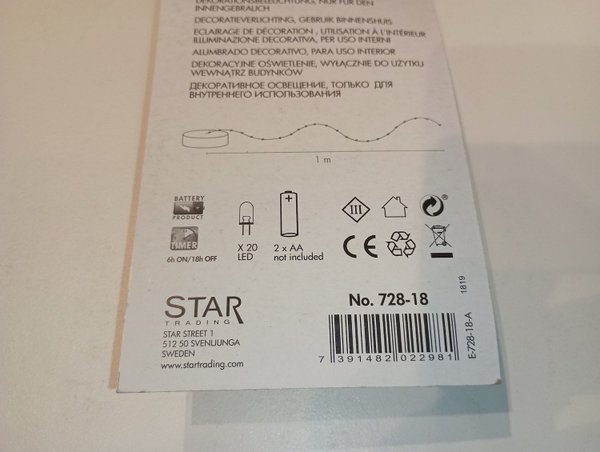 DEKORATIONSBELEUCHTUNG, NUR FÜR DEN
INNENGEBRAUCH
DECORATIEVERLICHTING, GEBRUIK BINNENSHUIS
ECLAIRAGE DE DÉCORATION , UTILISATION À L'INTÉRIEUR
ILLUMINAZIONE DECORATIVA, PER USO INTERNI
ALUMBRADO DECORATIVO, PARA USO INTERIOR
DEKORACYJNE OŚWIETLENIE, WYŁĄCZNIE DO UŻYTKU
WEWNĄTRZ BUDYNKÓW
ДЕКОРАТИВНОЕ ОСВЕЩЕНИЕ, ТОЛЬКО ДЛЯ
ВНУТРЕННЕГО ИСПОЛЬЗОВАНИЯ
1 m
BATTERY
PRODUCT
TIMER
6h ON/18h OFF
X 20
LED
+
2 x AA
not included
III
CE
STAR
TRADING
STAR STREET 1
512 50 SVENLJUNGA
SWEDEN
www.startrading.com
No. 728-18
7 391482 022981
E-728-18-A
1819